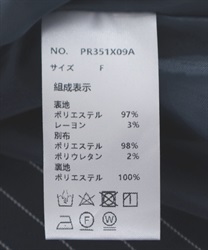 NO. PR351X09A
サイズ F
組成表示
裏地
ポリエステル 97%
レーヨン 3%
別布
ポリエステル 98%
ポリウレタン 2%
裏地
ポリエステル 100%